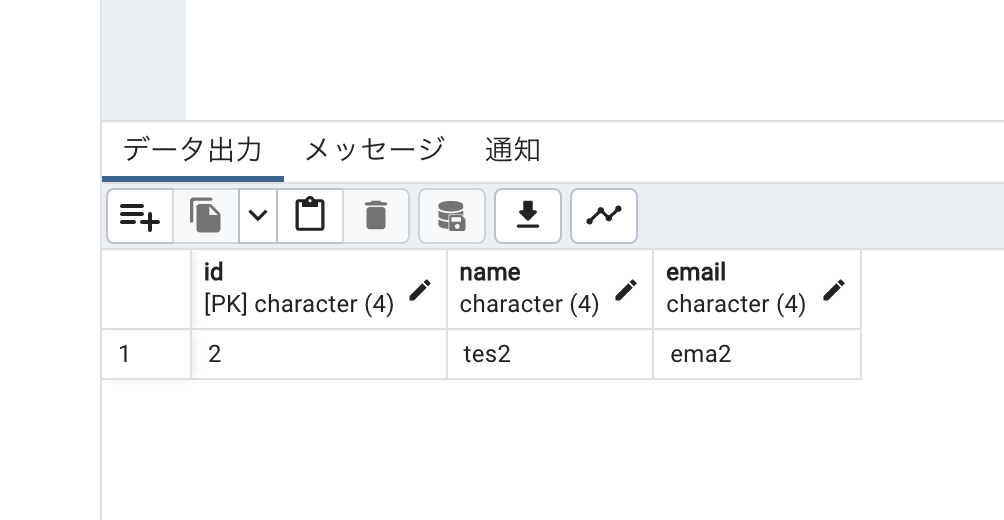 データ出力 メッセージ 通知
id name email
[PK] character (4) character (4) character (4)
1 2 tes2 ema2